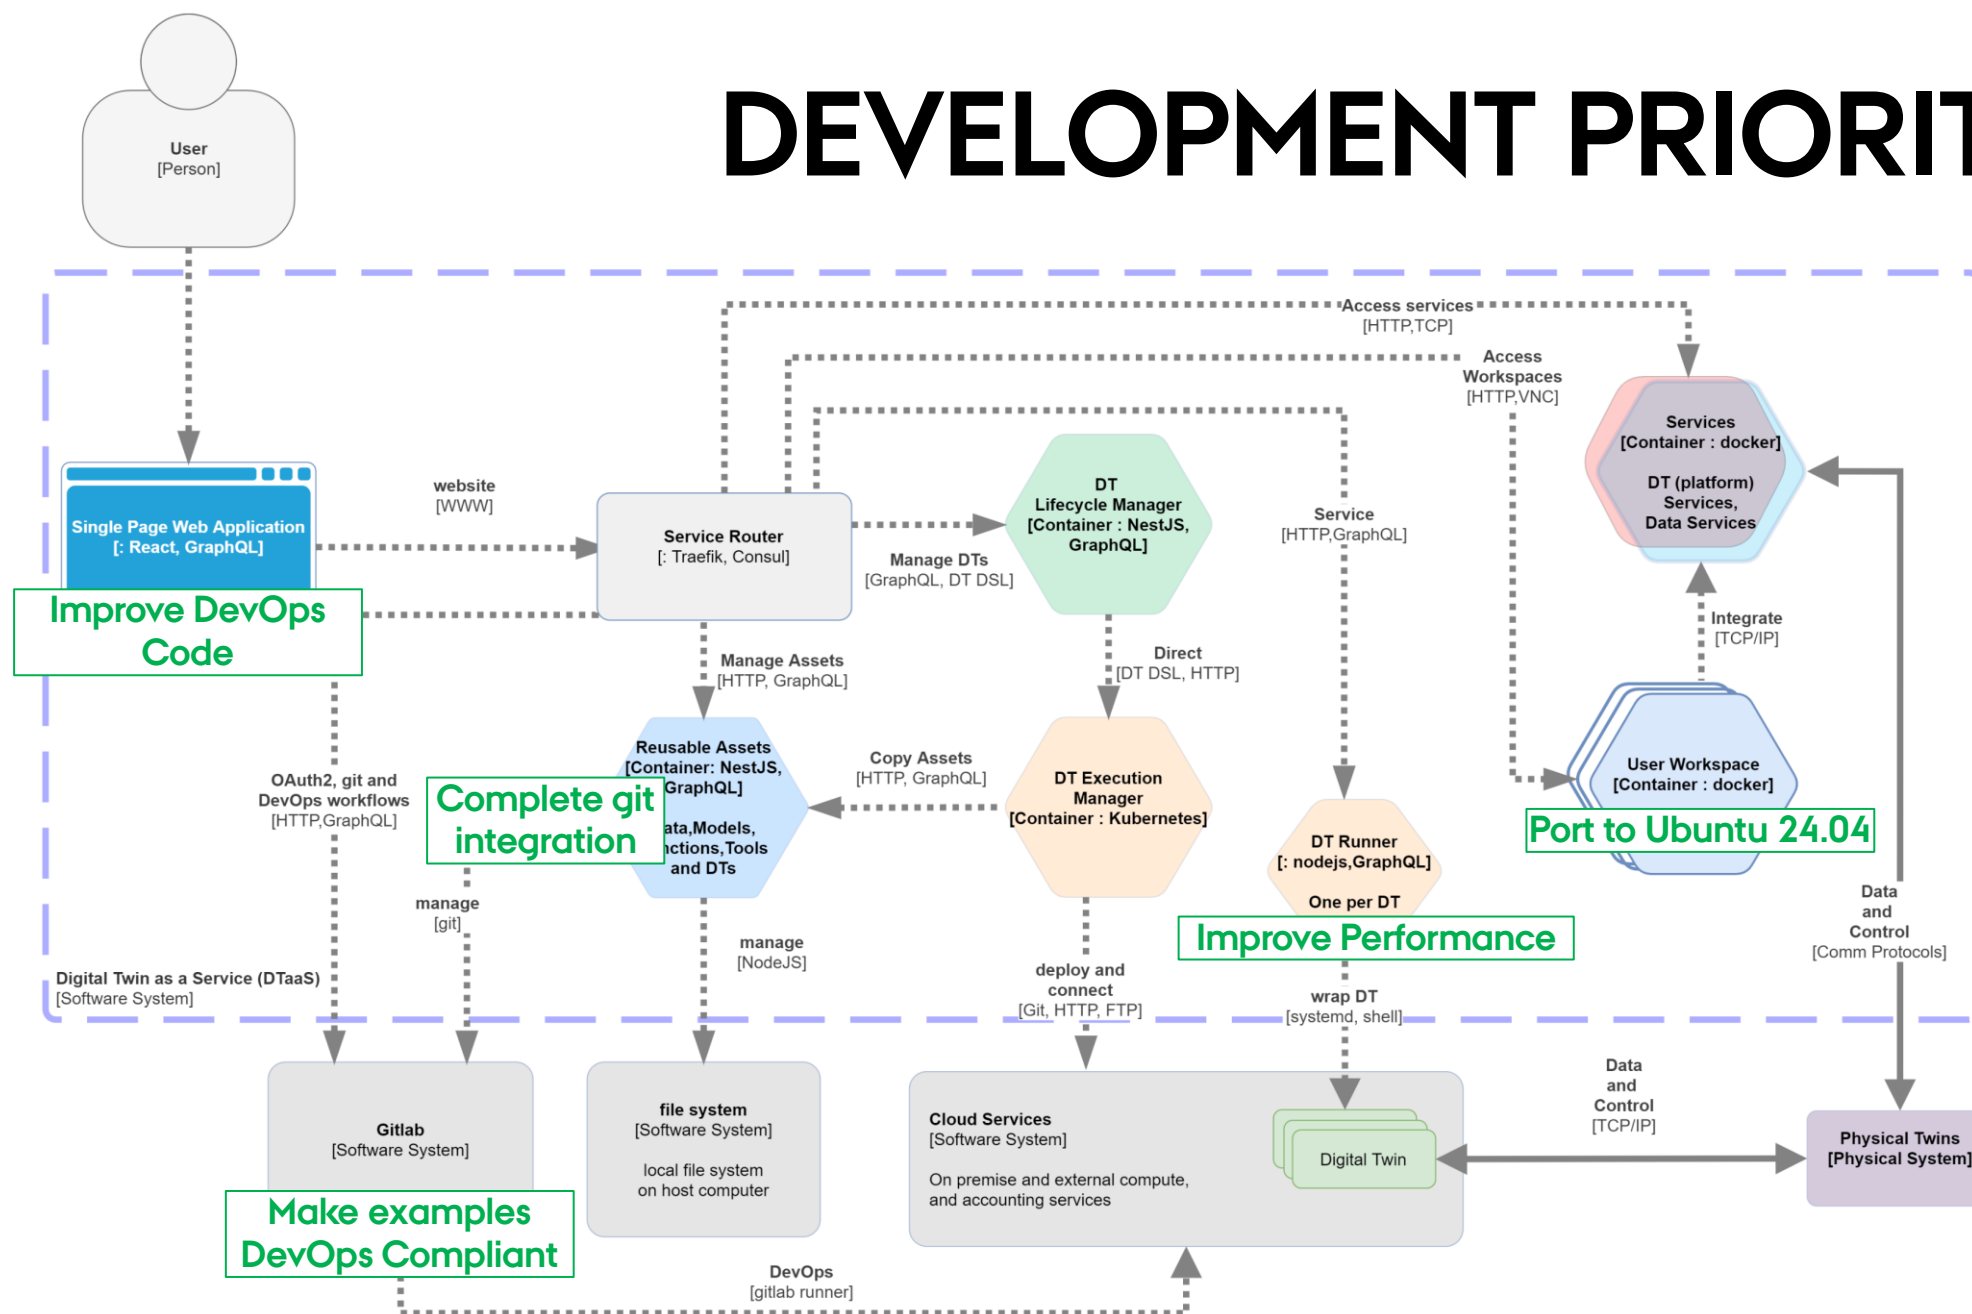 DEVELOPMENT PRIORIT
User
[Person]
Access services
[HTTP,TCP]
Access
Workspaces
[HTTP,VNC]
Services
[Container : docker]
DT (platform)
Services,
Data Services
website
[WWW]
Single Page Web Application
[: React, GraphQL]
Improve DevOps
Code
Service Router
[: Traefik, Consul]
Manage DTs
[GraphQL, DT DSL]
DT
Lifecycle Manager
[Container : NestJS,
GraphQL]
Service
[HTTP,GraphQL]
Integrate
[TCP/IP]
Manage Assets
[HTTP, GraphQL]
Direct
[DT DSL, HTTP]
OAuth2, git and
DevOps workflows
[HTTP,GraphQL]
Complete git
integration
Reusable Assets
[Container: NestJS,
GraphQL]
ata,Models,
nctions,Tools
and DTs
Copy Assets
[HTTP, GraphQL]
DT Execution
Manager
[Container : Kubernetes]
DT Runner
[: nodejs,GraphQL]
One per DT
Improve Performance
User Workspace
[Container : docker]
Port to Ubuntu 24.04
manage
[git]
manage
[NodeJS]
deploy and
connect
[Git, HTTP, FTP]
wrap DT
[systemd, shell]
Data
and
Control
[Comm Protocols]
Digital Twin as a Service (DTaaS)
[Software System]
Gitlab
[Software System]
Make examples
DevOps Compliant
file system
[Software System]
local file system
on host computer
Cloud Services
[Software System]
On premise and external compute,
and accounting services
Digital Twin
Data
and
Control
[TCP/IP]
Physical Twins
[Physical System]
DevOps
[gitlab runner]